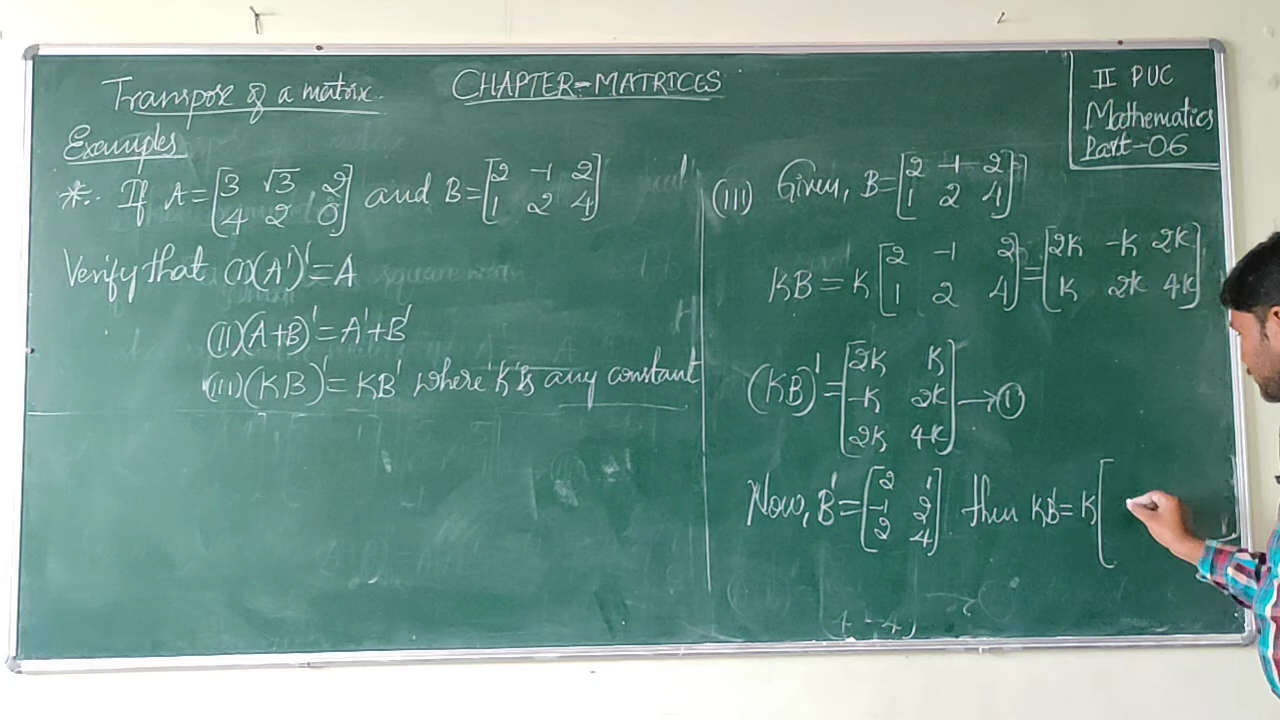 CHAPTER-MATRICES
II PUC
Mathematics
Part-06
Transpose of a matrix.
Examples
*. If A = [3 √3 2
4 2 0] and B = [2 -1 2
1 2 4]
Verify that (i) (A')' = A
(ii) (A+B)' = A'+B'
(iii) (KB)' = KB' where 'K' is any constant
(iii) Given, B = [2 -1 2
1 2 4]
KB = K [2 -1 2
1 2 4] = [2K -K 2K
K 2K 4K]
(KB)' = [2K K
-K 2K
2K 4K] → ①
Now, B' = [2 1
-1 2
2 4] then KB' = K[